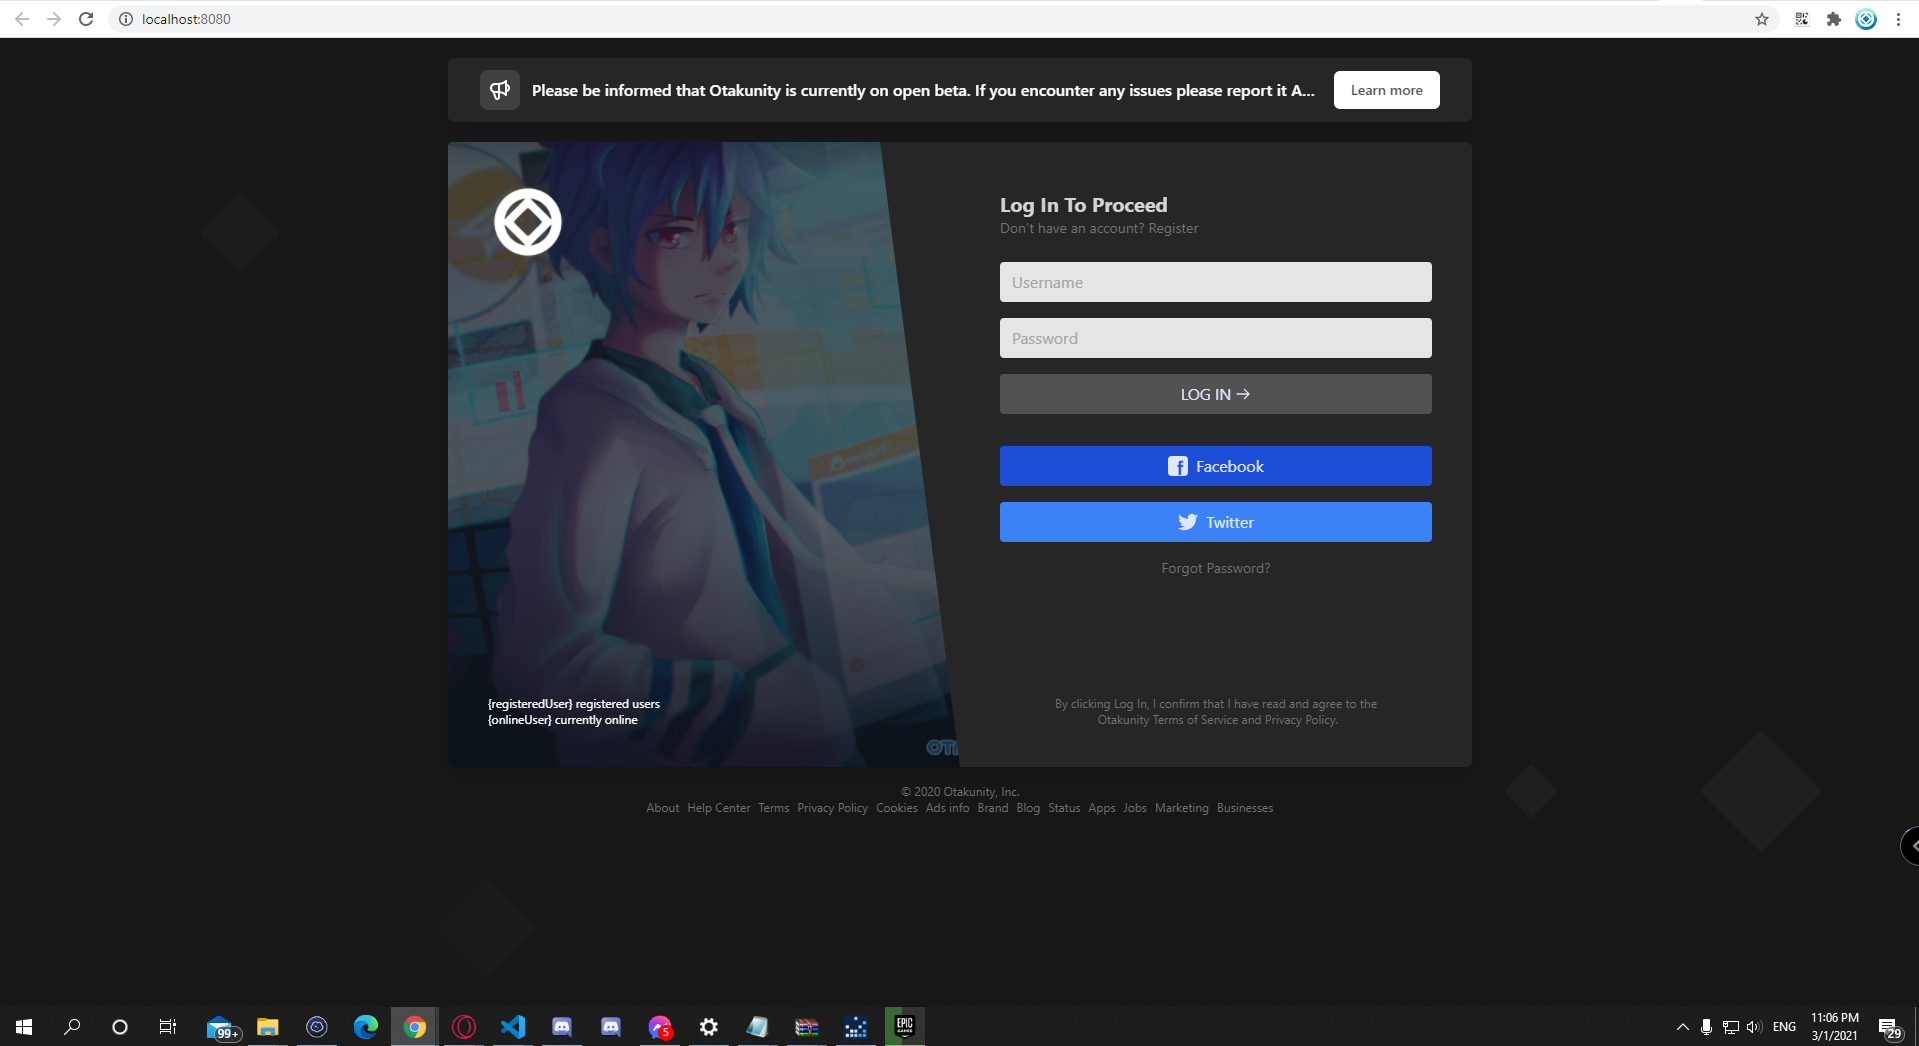 localhost:8080
Please be informed that Otakunity is currently on open beta. If you encounter any issues please report it A...
Learn more
Log In To Proceed
Don't have an account? Register
Username
Password
LOG IN →
Facebook
Twitter
Forgot Password?
{registeredUser} registered users
{onlineUser} currently online
By clicking Log In, I confirm that I have read and agree to the
Otakunity Terms of Service and Privacy Policy.
© 2020 Otakunity, Inc.
About Help Center Terms Privacy Policy Cookies Ads info Brand Blog Status Apps Jobs Marketing Businesses
99+
5
EPIC
GAMES
ENG
11:06 PM
3/1/2021
29